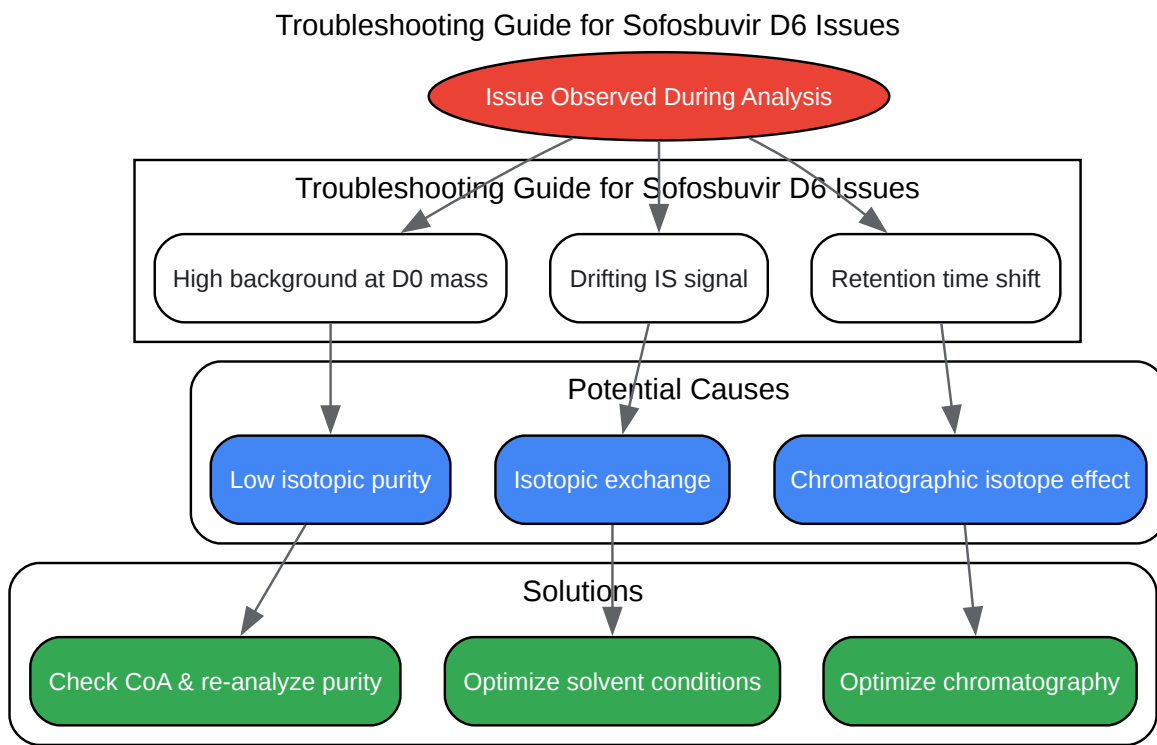 Troubleshooting Guide for Sofosbuvir D6 Issues
Issue Observed During Analysis
Troubleshooting Guide for Sofosbuvir D6 Issues
High background at D0 mass
Drifting IS signal
Retention time shift
Potential Causes
Low isotopic purity
Isotopic exchange
Chromatographic isotope effect
Solutions
Check CoA & re-analyze purity
Optimize solvent conditions
Optimize chromatography